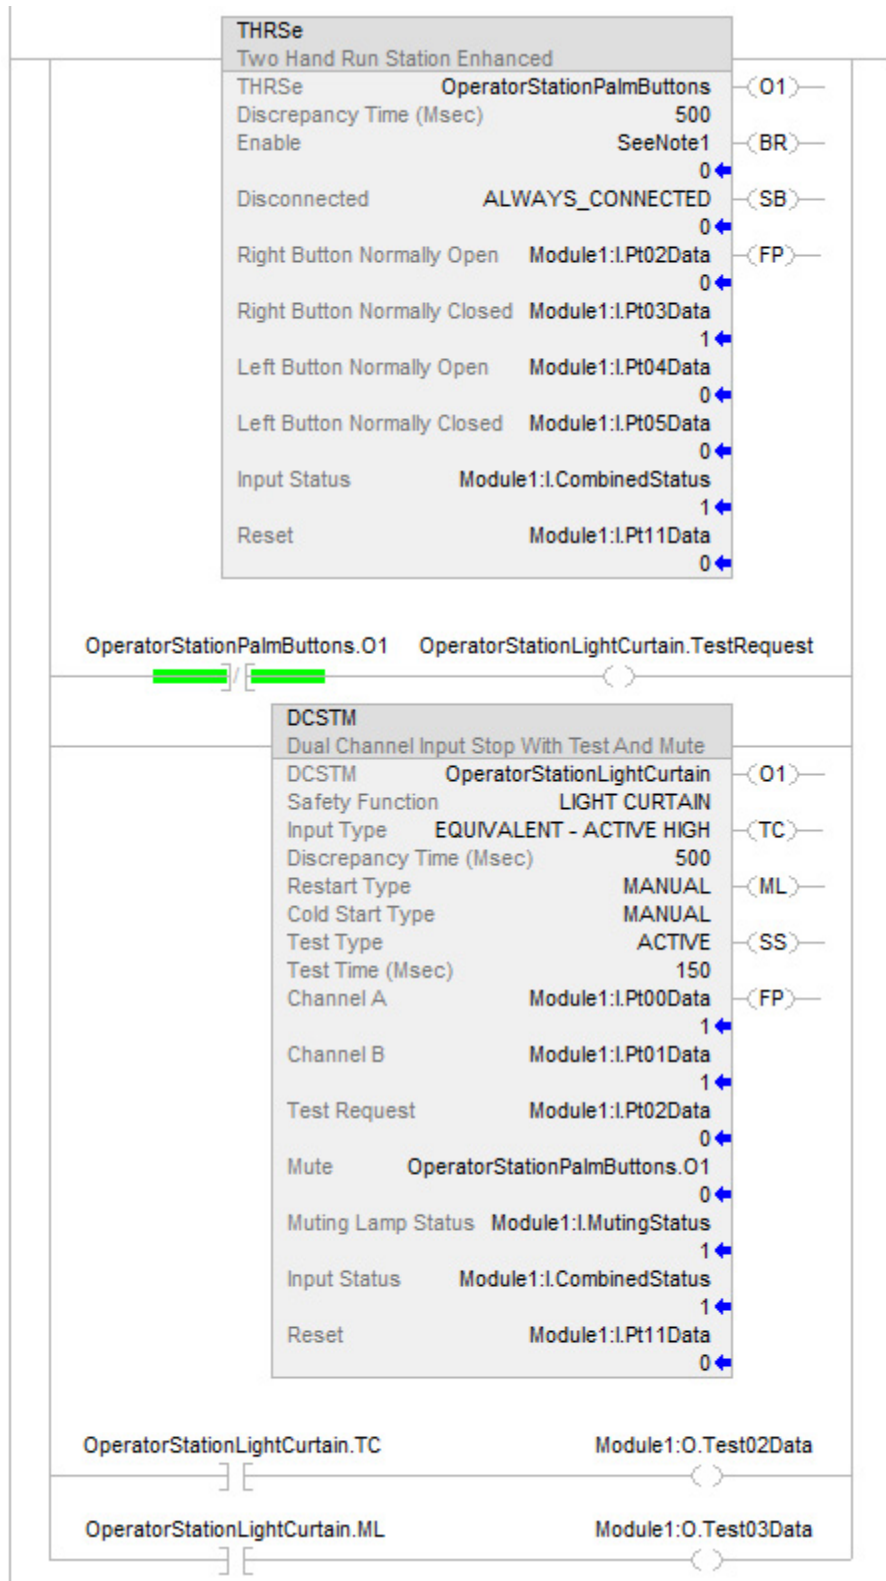 THRSe
Two Hand Run Station Enhanced
THRSe OperatorStationPalmButtons (O1)
Discrepancy Time (Msec) 500
Enable SeeNote1 (BR)
0
Disconnected ALWAYS_CONNECTED (SB)
0
Right Button Normally Open Module1:I.Pt02Data (FP)
0
Right Button Normally Closed Module1:I.Pt03Data
1
Left Button Normally Open Module1:I.Pt04Data
0
Left Button Normally Closed Module1:I.Pt05Data
0
Input Status Module1:I.CombinedStatus
1
Reset Module1:I.Pt11Data
0
OperatorStationPalmButtons.O1 OperatorStationLightCurtain.TestRequest
DCSTM
Dual Channel Input Stop With Test And Mute
DCSTM OperatorStationLightCurtain (O1)
Safety Function LIGHT CURTAIN
Input Type EQUIVALENT - ACTIVE HIGH (TC)
Discrepancy Time (Msec) 500
Restart Type MANUAL (ML)
Cold Start Type MANUAL
Test Type ACTIVE (SS)
Test Time (Msec) 150
Channel A Module1:I.Pt00Data (FP)
1
Channel B Module1:I.Pt01Data
1
Test Request Module1:I.Pt02Data
0
Mute OperatorStationPalmButtons.O1
0
Muting Lamp Status Module1:I.MutingStatus
1
Input Status Module1:I.CombinedStatus
1
Reset Module1:I.Pt11Data
0
OperatorStationLightCurtain.TC Module1:O.Test02Data
OperatorStationLightCurtain.ML Module1:O.Test03Data